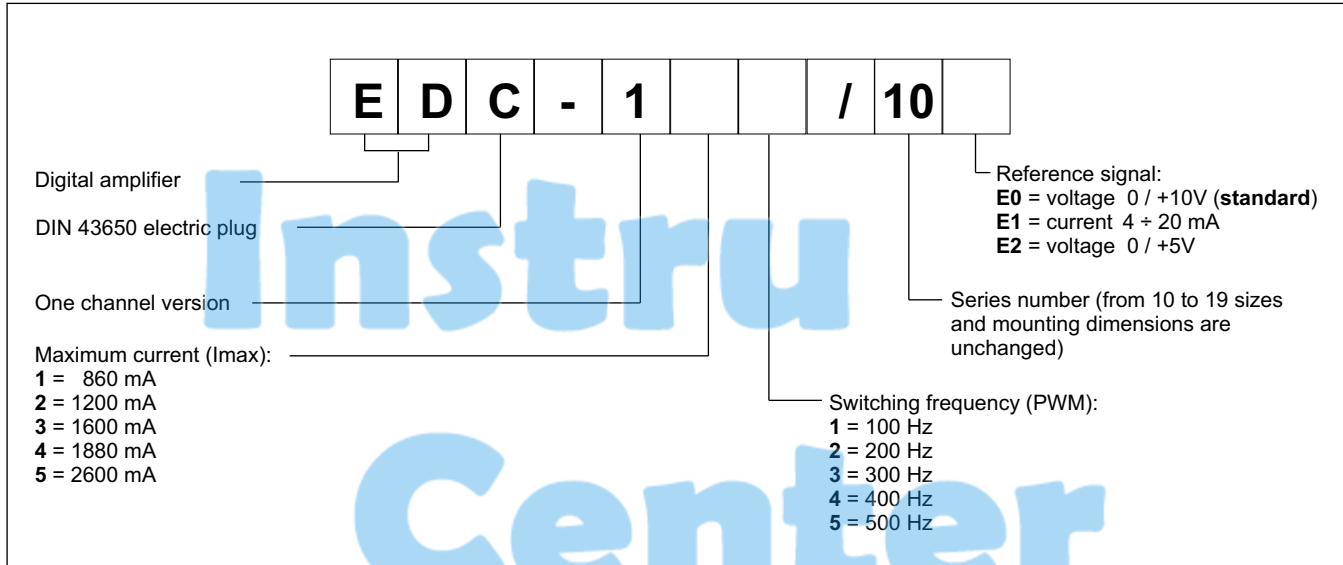 E D C - 1 / 10
Digital amplifier
DIN 43650 electric plug
One channel version
Maximum current (Imax):
1 = 860 mA
2 = 1200 mA
3 = 1600 mA
4 = 1880 mA
5 = 2600 mA
Reference signal:
E0 = voltage 0 / +10V (standard)
E1 = current 4 ÷ 20 mA
E2 = voltage 0 / +5V
Series number (from 10 to 19 sizes
and mounting dimensions are
unchanged)
Switching frequency (PWM):
1 = 100 Hz
2 = 200 Hz
3 = 300 Hz
4 = 400 Hz
5 = 500 Hz
Instru
Center